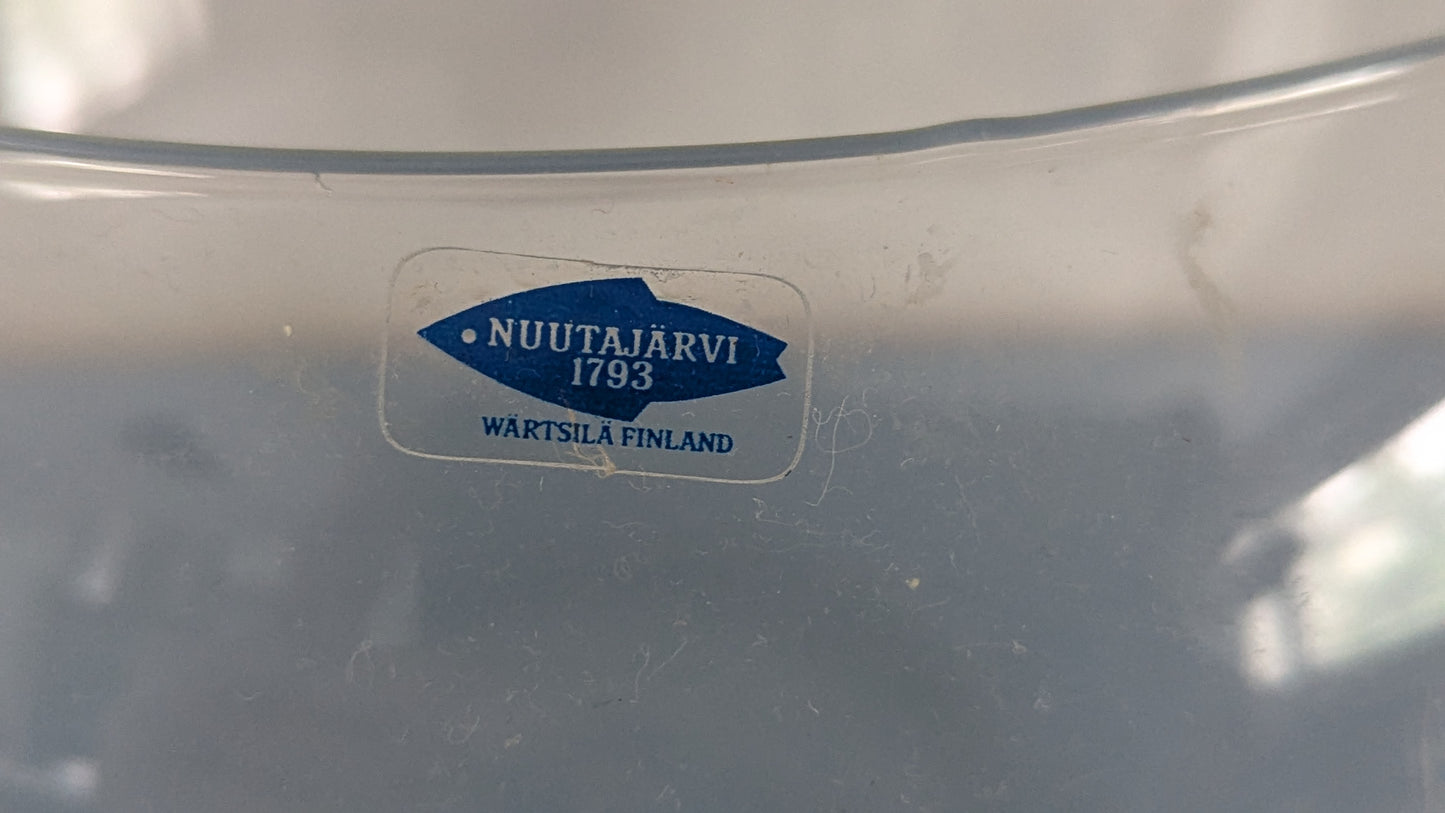 NUUTAJÄRVI
1793
WÄRTSILÄ FINLAND